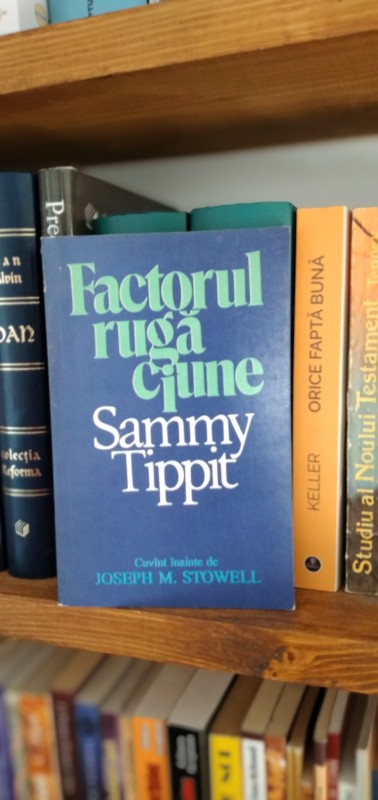 Factorul
rugă
ciune
Sammy
Tippit
Cuvînt înainte de
JOSEPH M. STOWELL
KELLER
ORICE FAPTĂ BUNĂ
Studiu al Noului Testament
Pre
colecția
Reforma